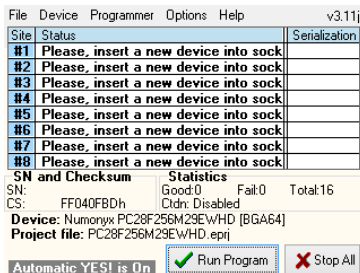 File Device Programmer Options Help v3.11j
Site Status Serialization
#1 Please, insert a new device into sock
#2 Please, insert a new device into sock
#3 Please, insert a new device into sock
#4 Please, insert a new device into sock
#5 Please, insert a new device into sock
#6 Please, insert a new device into sock
#7 Please, insert a new device into sock
#8 Please, insert a new device into sock
SN and Checksum Statistics
SN: Good:0 Fail:0 Total:16
CS: FF040FBDh Ctdn: Disabled
Device: Numonyx PC28F256M29EWHD [BGA64]
Project file: PC28F256M29EWHD.eprj
Automatic YES! is On Run Program Stop All